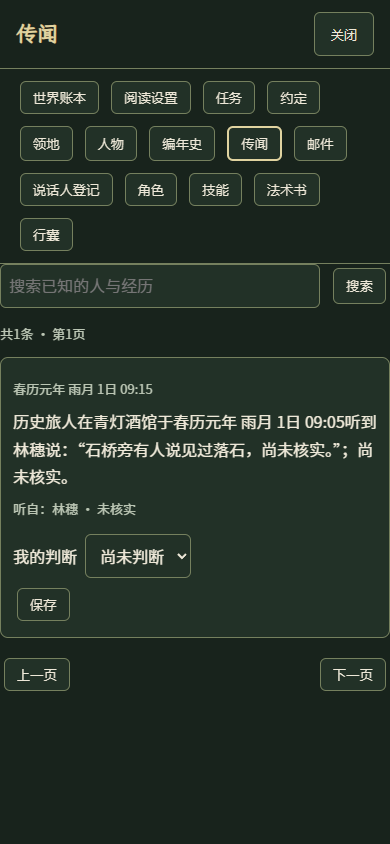 传闻
关闭
世界账本 阅读设置 任务 约定
领地 人物 编年史 传闻 邮件
说话人登记 角色 技能 法术书
行囊
搜索已知的人与经历 搜索
共1条 · 第1页
春历元年 雨月 1日 09:15
历史旅人在青灯酒馆于春历元年 雨月 1日 09:05听到
林穗说：“石桥旁有人说见过落石，尚未核实。”；尚
未核实。
听自：林穗 · 未核实
我的判断 尚未判断
保存
上一页 下一页